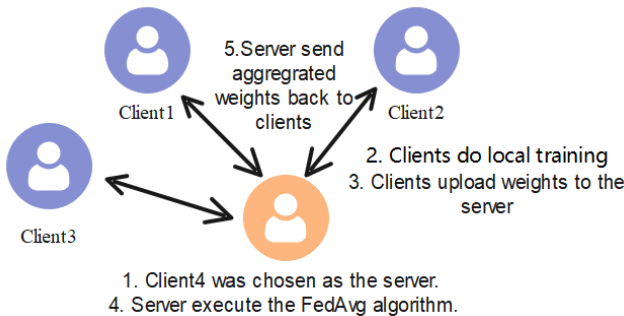 5.Server send
aggregrated
weights back to
clients
Client1
Client2
2. Clients do local training
3. Clients upload weights to the
server
Client3
1. Client4 was chosen as the server.
4. Server execute the FedAvg algorithm.